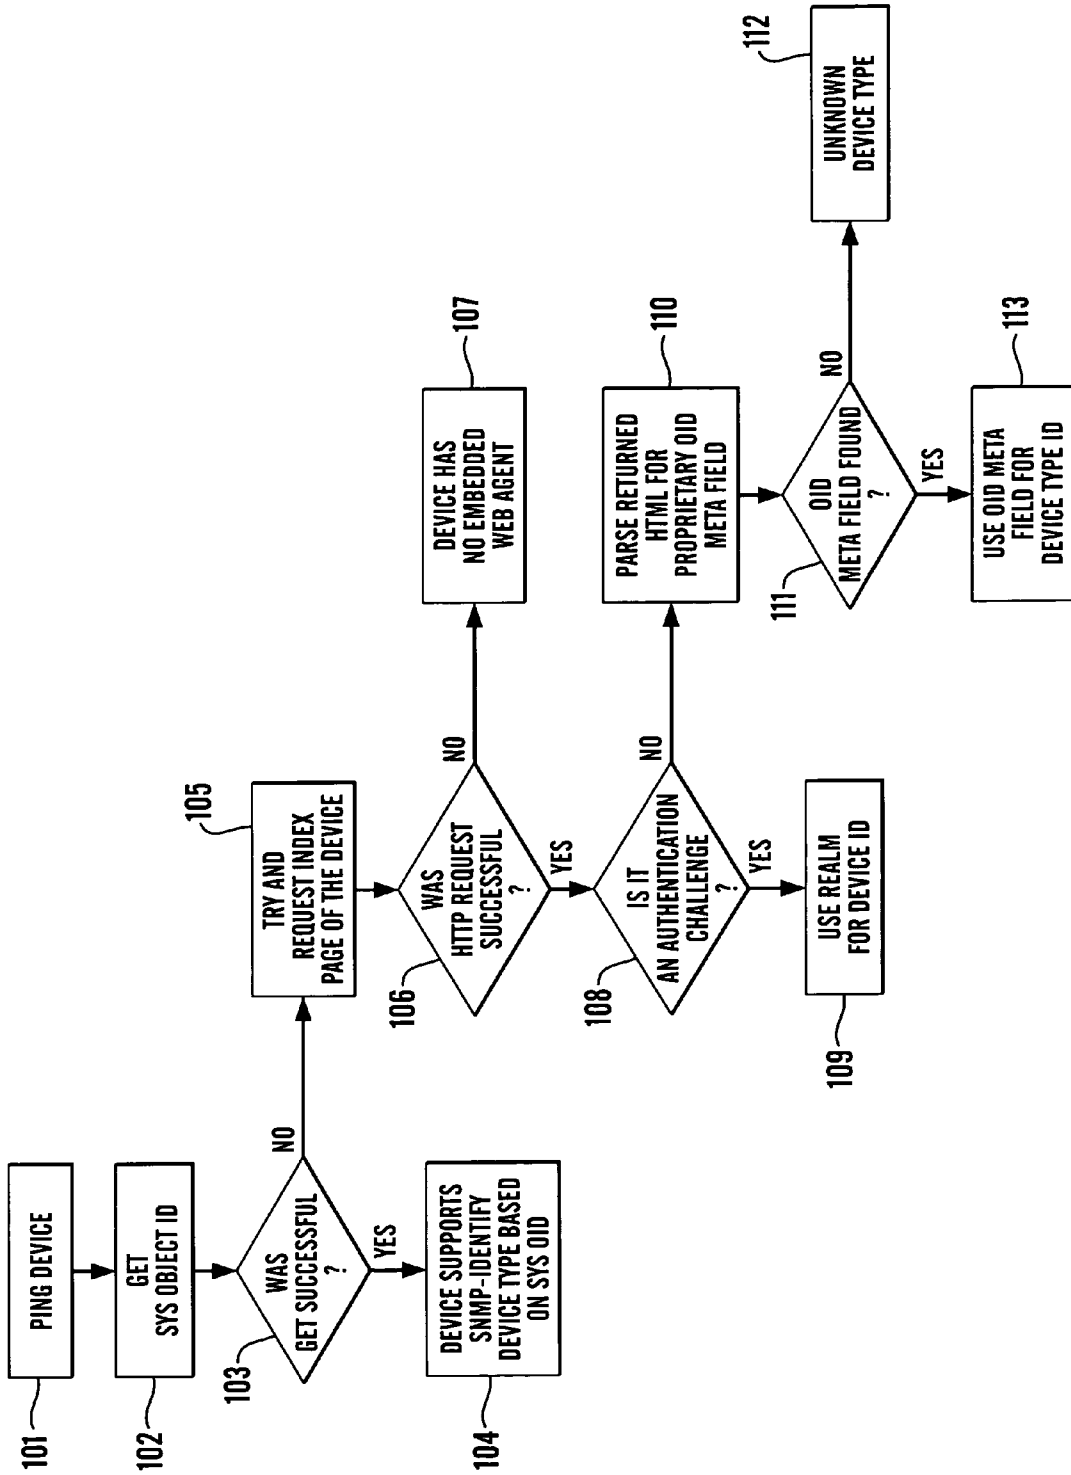 101
PING DEVICE
102
GET
SYS OBJECT ID
103
WAS
GET SUCCESSFUL
?
NO
YES
104
DEVICE SUPPORTS
SNMP-IDENTIFY
DEVICE TYPE BASED
ON SYS OID
105
TRY AND
REQUEST INDEX
PAGE OF THE DEVICE
106
WAS
HTTP REQUEST
SUCCESSFUL
?
NO
YES
107
DEVICE HAS
NO EMBEDDED
WEB AGENT
108
IS IT
AN AUTHENTICATION
CHALLENGE
?
NO
YES
109
USE REALM
FOR DEVICE ID
110
PARSE RETURNED
HTML FOR
PROPRIETARY OID
META FIELD
111
OID
META FIELD FOUND
?
NO
YES
112
UNKNOWN
DEVICE TYPE
113
USE OID META
FIELD FOR
DEVICE TYPE ID